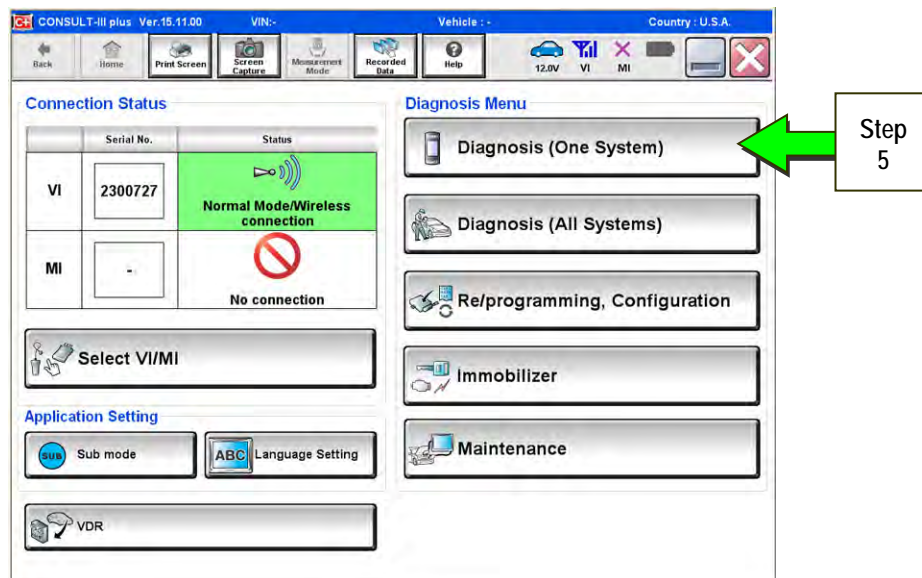 CONSULT-III plus Ver.15.11.00 VIN:- Vehicle : - Country : U.S.A.
Back
Home
Print Screen
Screen
Capture
Measurement
Mode
Recorded
Data
Help
12.0V
VI
MI
Connection Status
Serial No.
Status
VI
2300727
Normal Mode/Wireless
connection
MI
-
No connection
Select VI/MI
Application Setting
SUB
Sub mode
ABC
Language Setting
VDR
Diagnosis Menu
Diagnosis (One System)
Diagnosis (All Systems)
Re/programming, Configuration
Immobilizer
Maintenance
Step
5